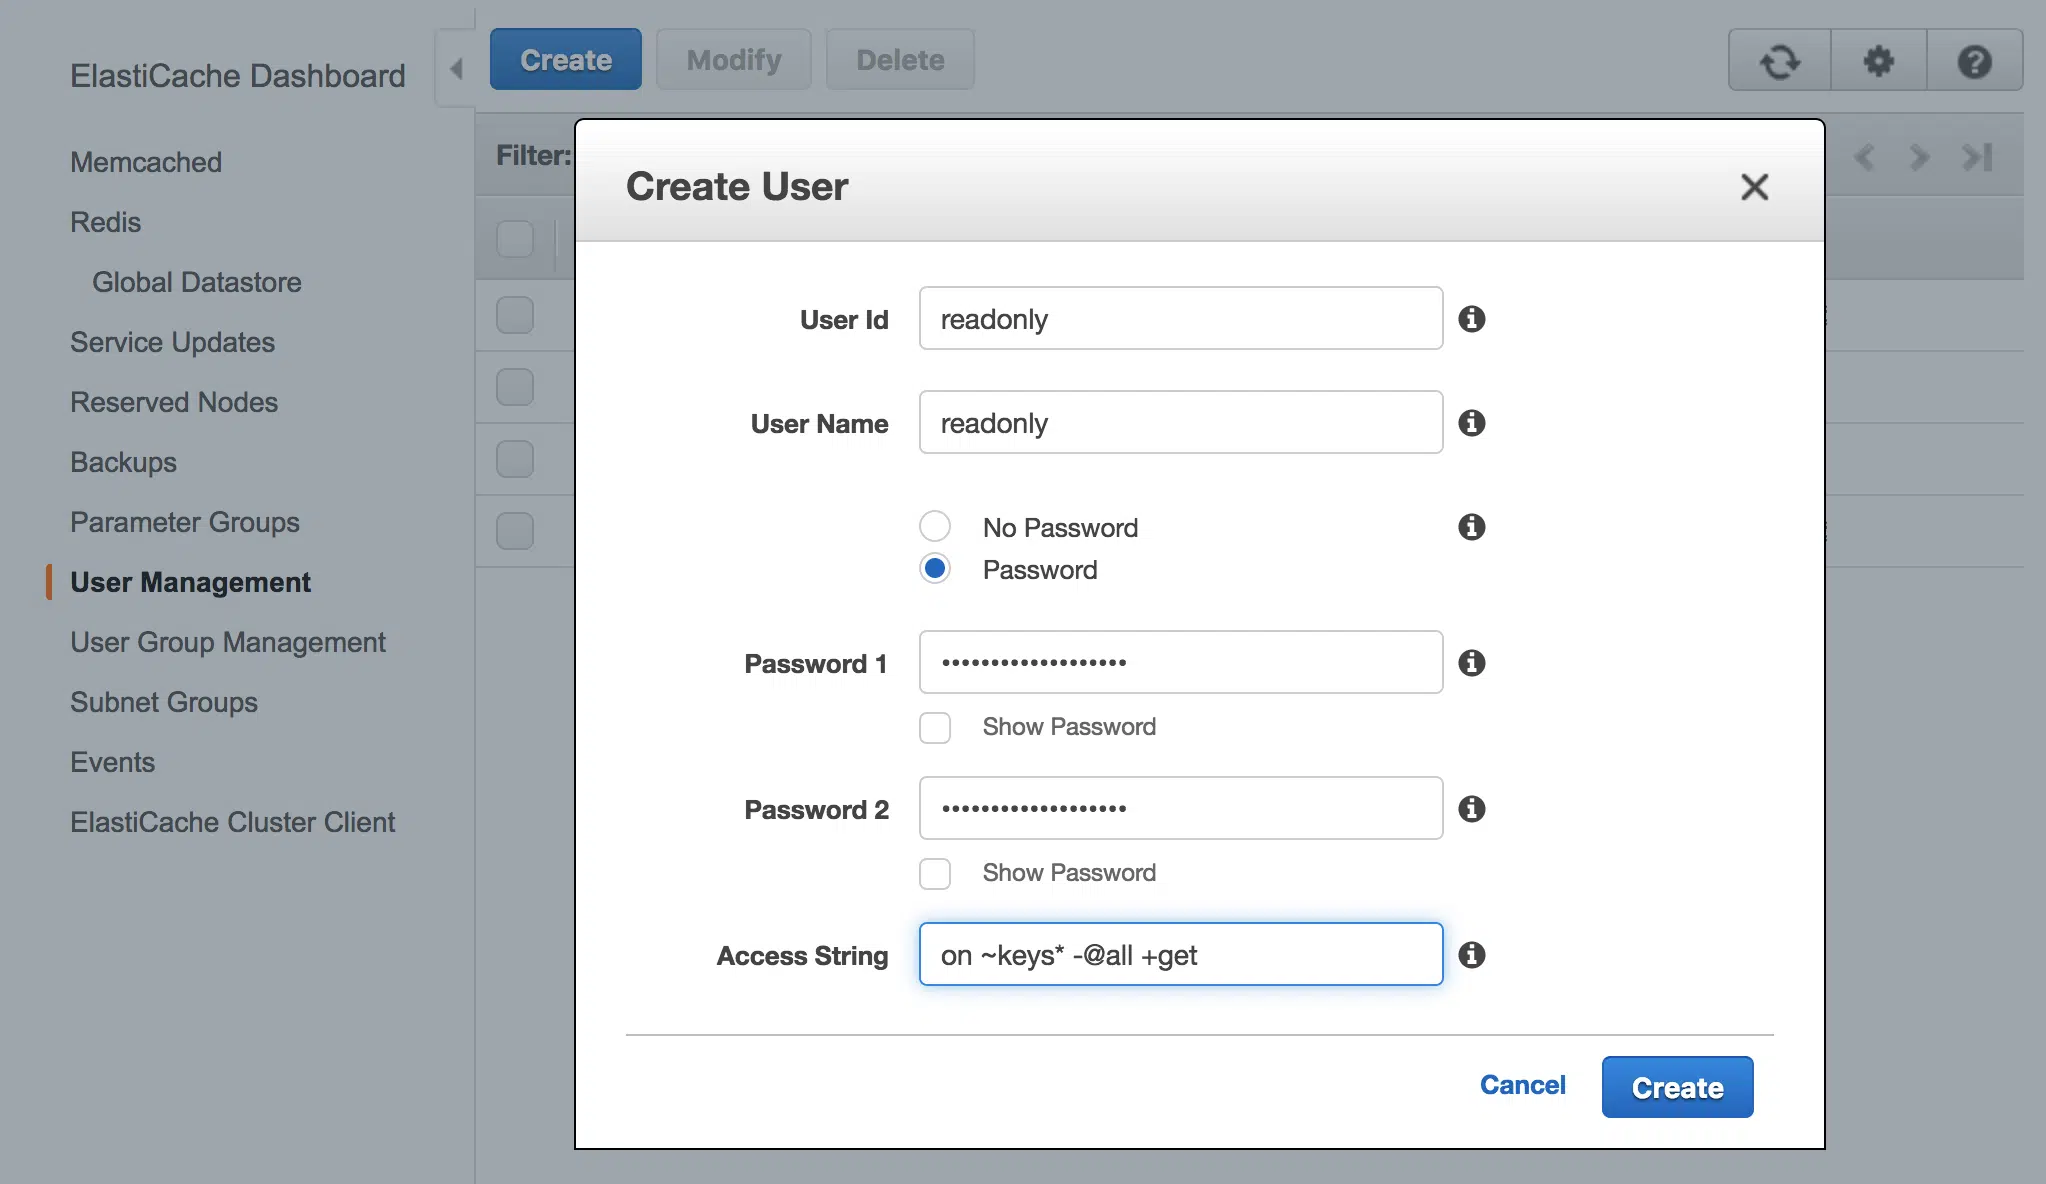 ElastiCache Dashboard
Memcached
Redis
Global Datastore
Service Updates
Reserved Nodes
Backups
Parameter Groups
User Management
User Group Management
Subnet Groups
Events
ElastiCache Cluster Client
Create Modify Delete
Filter:
Create User
User Id readonly
User Name readonly
No Password
Password
Password 1 •••••••••••••••••••
Show Password
Password 2 •••••••••••••••••••
Show Password
Access String on ~keys* -@all +get
Cancel Create